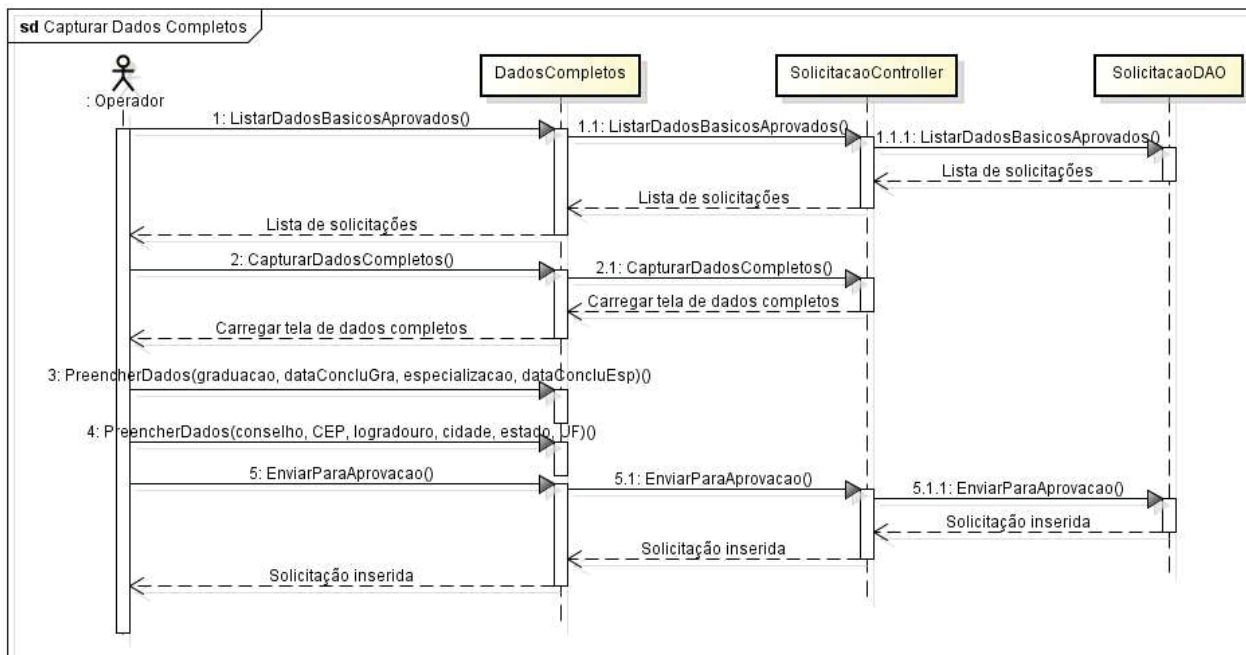 sd Capturar Dados Completos
: Operador
DadosCompletos
SolicitacaoController
SolicitacaoDAO
1: ListarDadosBasicosAprovados()
1.1: ListarDadosBasicosAprovados()
1.1.1: ListarDadosBasicosAprovados()
Lista de solicitações
Lista de solicitações
Lista de solicitações
2: CapturarDadosCompletos()
2.1: CapturarDadosCompletos()
Carregar tela de dados completos
Carregar tela de dados completos
3: PreencherDados(graduacao, dataConcluGra, especializacao, dataConcluEsp)()
4: PreencherDados(conselho, CEP, logradouro, cidade, estado, UF)()
5: EnviarParaAprovacao()
5.1: EnviarParaAprovacao()
5.1.1: EnviarParaAprovacao()
Solicitação inserida
Solicitação inserida
Solicitação inserida